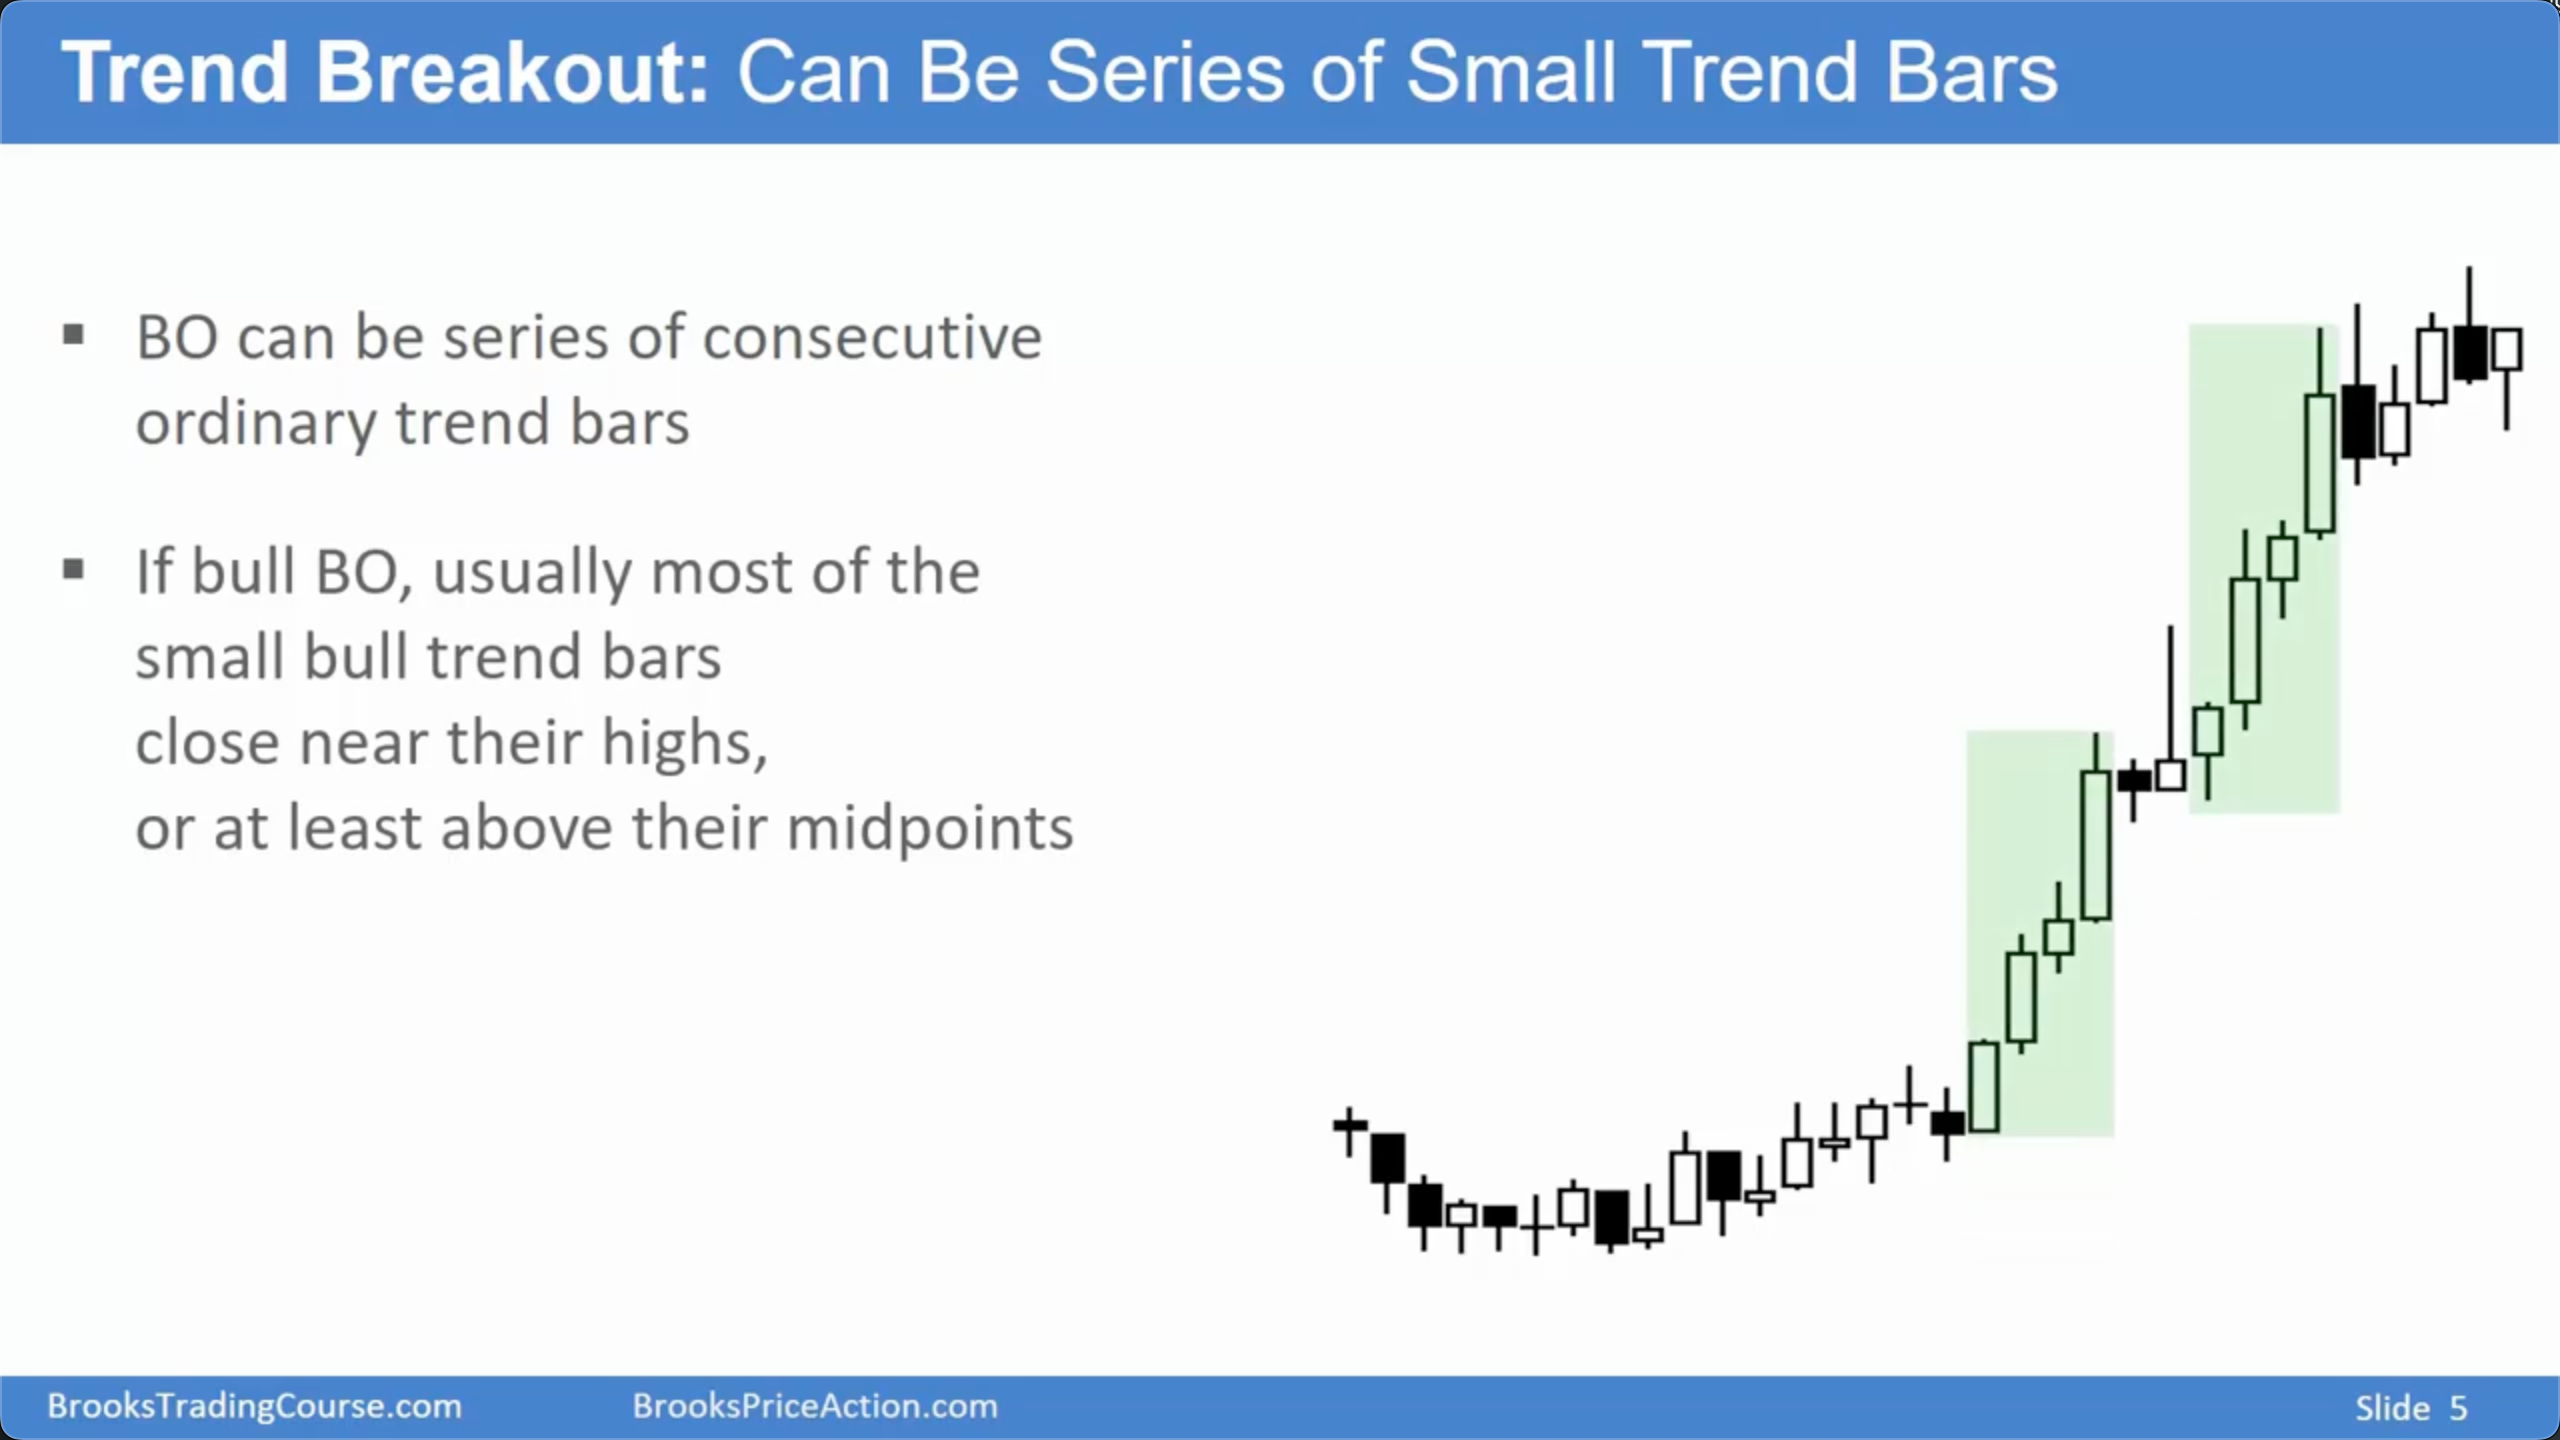 Trend Breakout: Can Be Series of Small Trend Bars
▪ BO can be series of consecutive
ordinary trend bars
▪ If bull BO, usually most of the
small bull trend bars
close near their highs,
or at least above their midpoints
BrooksTradingCourse.com BrooksPriceAction.com Slide 5